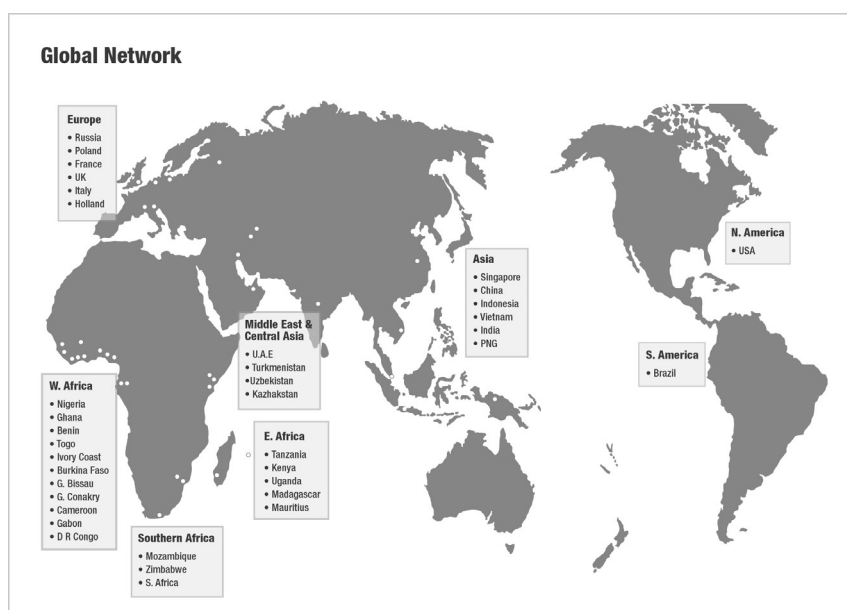 Global Network
Europe
• Russia
• Poland
• France
• UK
• Italy
• Holland
N. America
• USA
Asia
• Singapore
• China
• Indonesia
• Vietnam
• India
• PNG
Middle East &
Central Asia
• U.A.E
• Turkmenistan
•Uzbekistan
• Kazhakstan
S. America
• Brazil
W. Africa
• Nigeria
• Ghana
• Benin
• Togo
• Ivory Coast
• Burkina Faso
• G. Bissau
• G. Conakry
• Cameroon
• Gabon
• D R Congo
E. Africa
• Tanzania
• Kenya
• Uganda
• Madagascar
• Mauritius
Southern Africa
• Mozambique
• Zimbabwe
• S. Africa